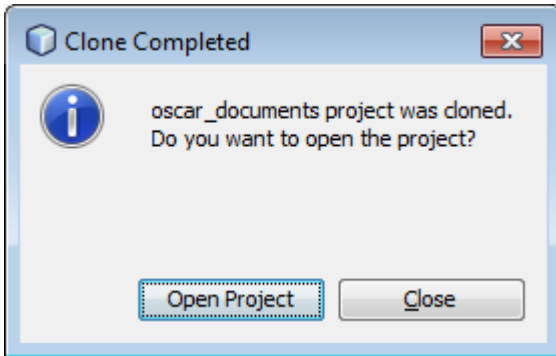 Clone Completed
oscar_documents project was cloned.
Do you want to open the project?
Open Project
Close